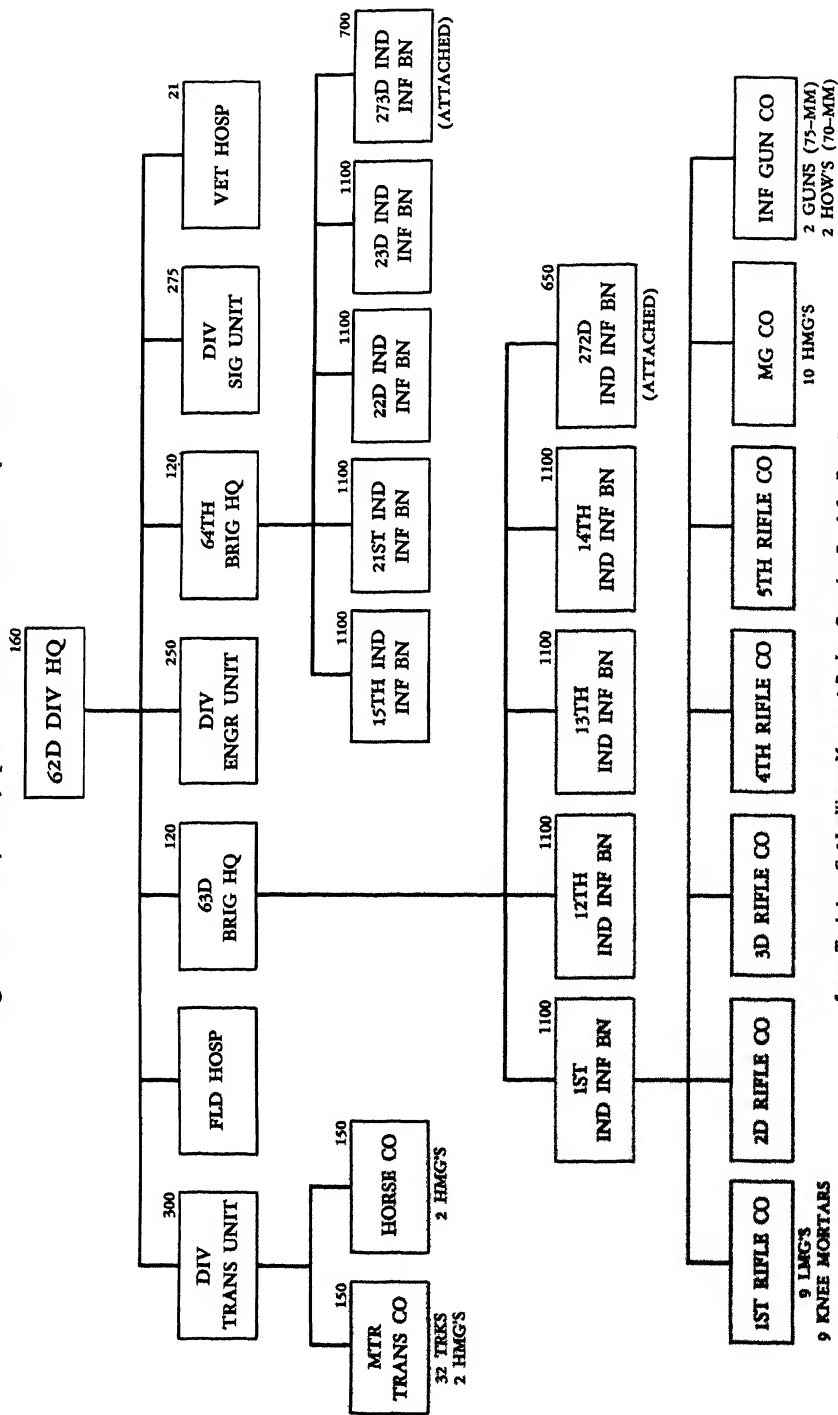 160
62D DIV HQ
300
DIV
TRANS UNIT
FLD HOSP
120
63D
BRIG HQ
250
DIV
ENGR UNIT
120
64TH
BRIG HQ
275
DIV
SIG UNIT
21
VET HOSP
150
MTR
TRANS CO
32 TRKS
2 HMG'S
150
HORSE CO
2 HMG'S
1100
15TH IND
INF BN
1100
21ST IND
INF BN
1100
22D IND
INF BN
1100
23D IND
INF BN
700
273D IND
INF BN
(ATTACHED)
1100
1ST
IND INF BN
1100
12TH
IND INF BN
1100
13TH
IND INF BN
1100
14TH
IND INF BN
650
272D
IND INF BN
(ATTACHED)
1ST RIFLE CO
9 LMG'S
9 KNEE MORTARS
2D RIFLE CO
3D RIFLE CO
4TH RIFLE CO
5TH RIFLE CO
MG CO
10 HMG'S
INF GUN CO
2 GUNS (75-MM)
2 HOW'S (70-MM)